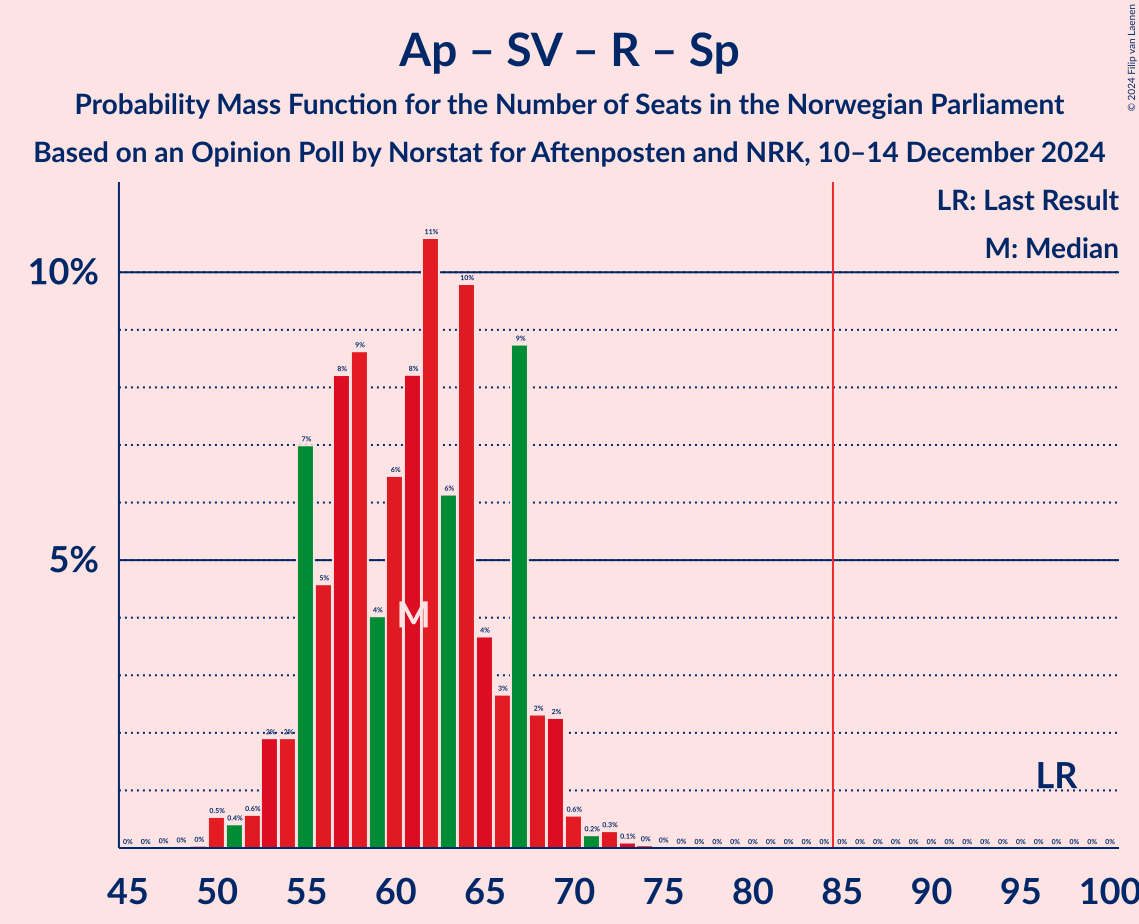 Ap – SV – R – Sp
Probability Mass Function for the Number of Seats in the Norwegian Parliament
Based on an Opinion Poll by Norstat for Aftenposten and NRK, 10–14 December 2024
© 2024 Filip van Laenen
LR: Last Result
M: Median
10%
5%
0% 0% 0% 0% 0% 0.5% 0.4% 0.6% 2% 2% 7% 5% 8% 9% 4% 6% 8% 11% 6% 10% 4% 3% 9% 2% 2% 0.6% 0.2% 0.3% 0.1% 0% 0% 0% 0% 0% 0% 0% 0% 0% 0% 0% 0% 0% 0% 0% 0% 0% 0% 0% 0% 0% 0% 0% 0% 0% 0% 0%
M
LR
45 50 55 60 65 70 75 80 85 90 95 100